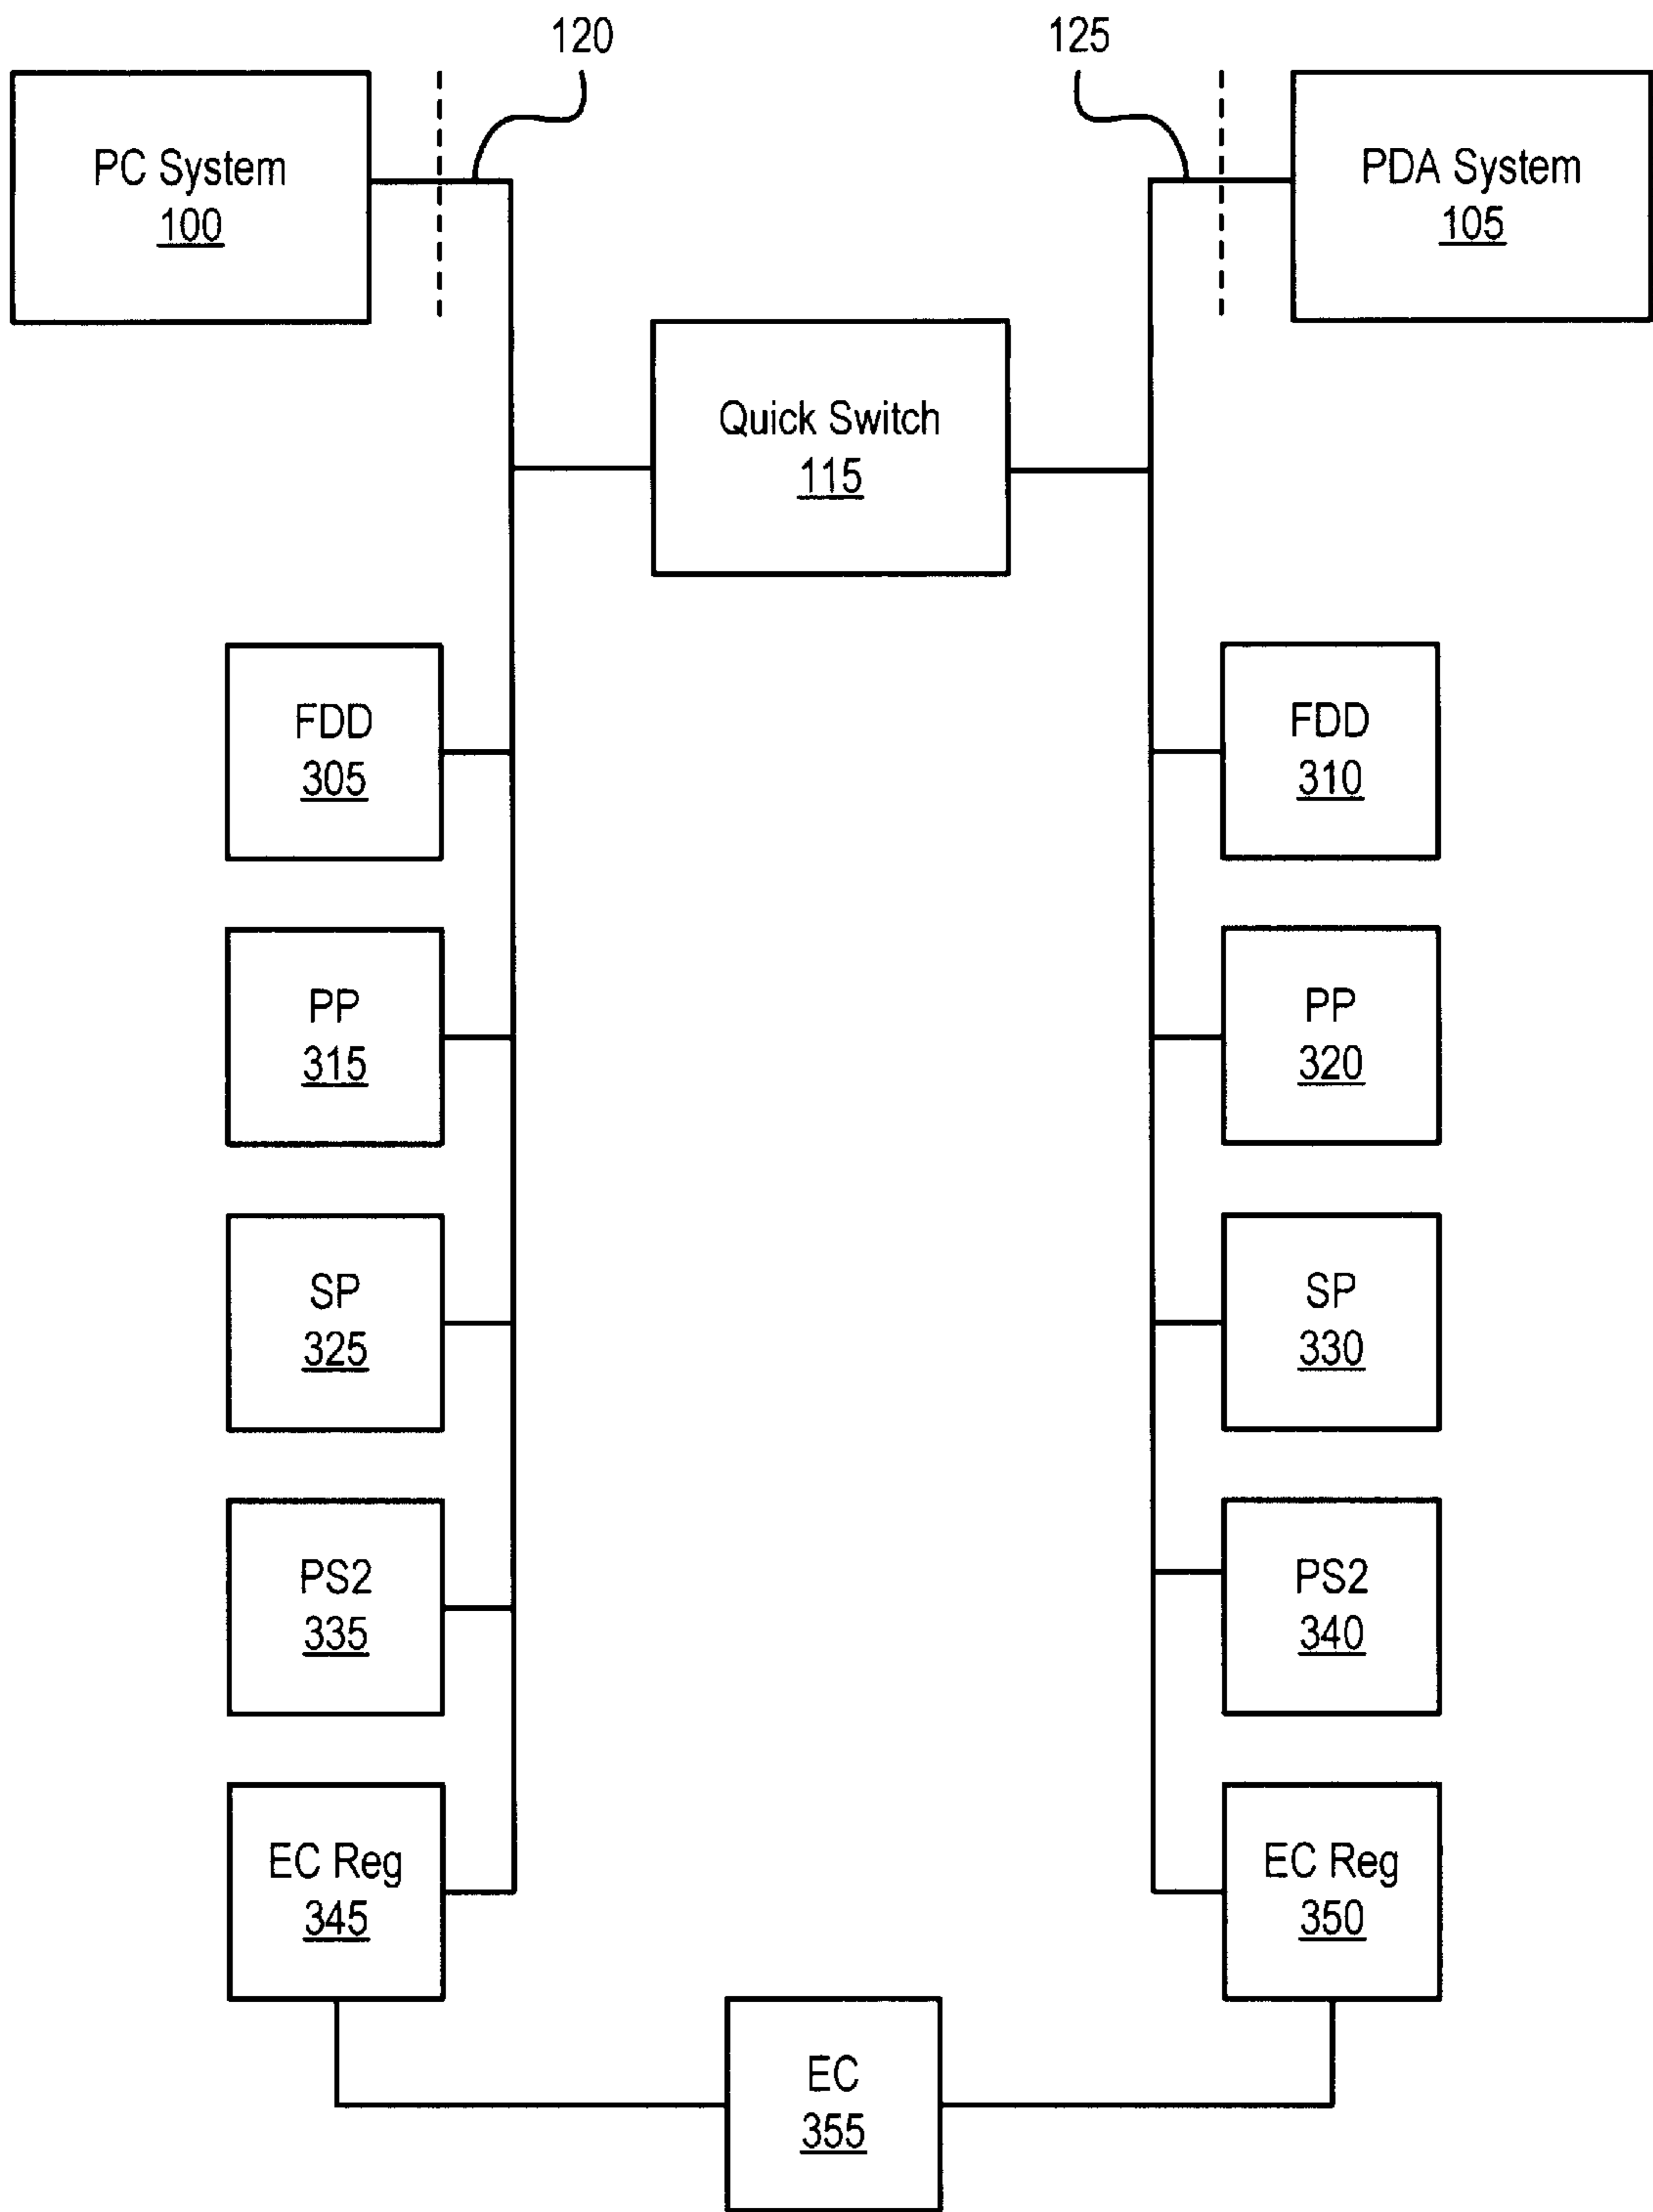 120
125
PC System
100
PDA System
105
Quick Switch
115
FDD
305
FDD
310
PP
315
PP
320
SP
325
SP
330
PS2
335
PS2
340
EC Reg
345
EC Reg
350
EC
355